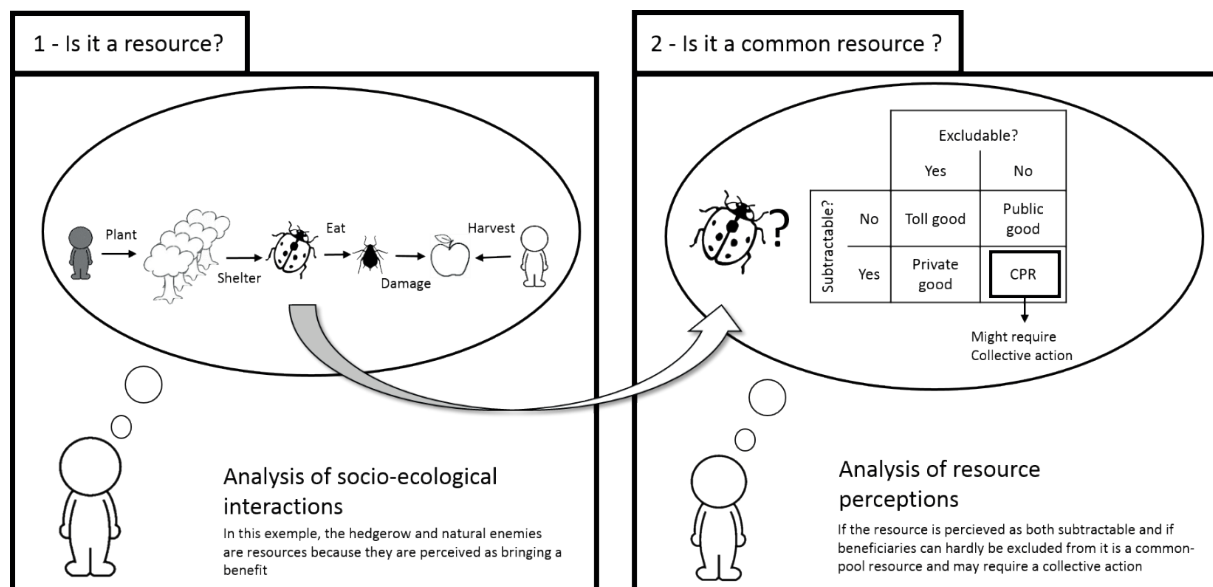 1 - Is it a resource?
Plant
Shelter
Eat
Damage
Harvest
Analysis of socio-ecological
interactions
In this exemple, the hedgerow and natural enemies
are resources because they are perceived as bringing a
benefit
2 - Is it a common resource ?
?
Excludable?
Yes
No
Subtractable?
No
Toll good
Public
good
Yes
Private
good
CPR
Might require
Collective action
Analysis of resource
perceptions
If the resource is percieved as both subtractable and if
beneficiaries can hardly be excluded from it is a common-
pool resource and may require a collective action